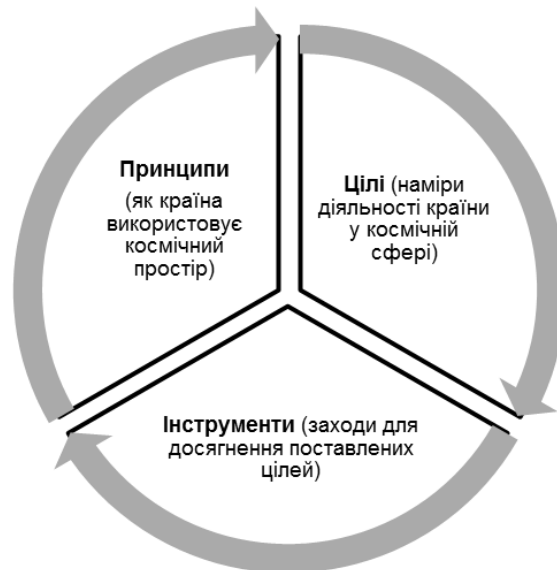 Принципи
(як країна
використовує
космічний
простір)
Цілі (наміри
діяльності країни
у космічній
сфері)
Інструменти (заходи для
досягнення поставлених
цілей)